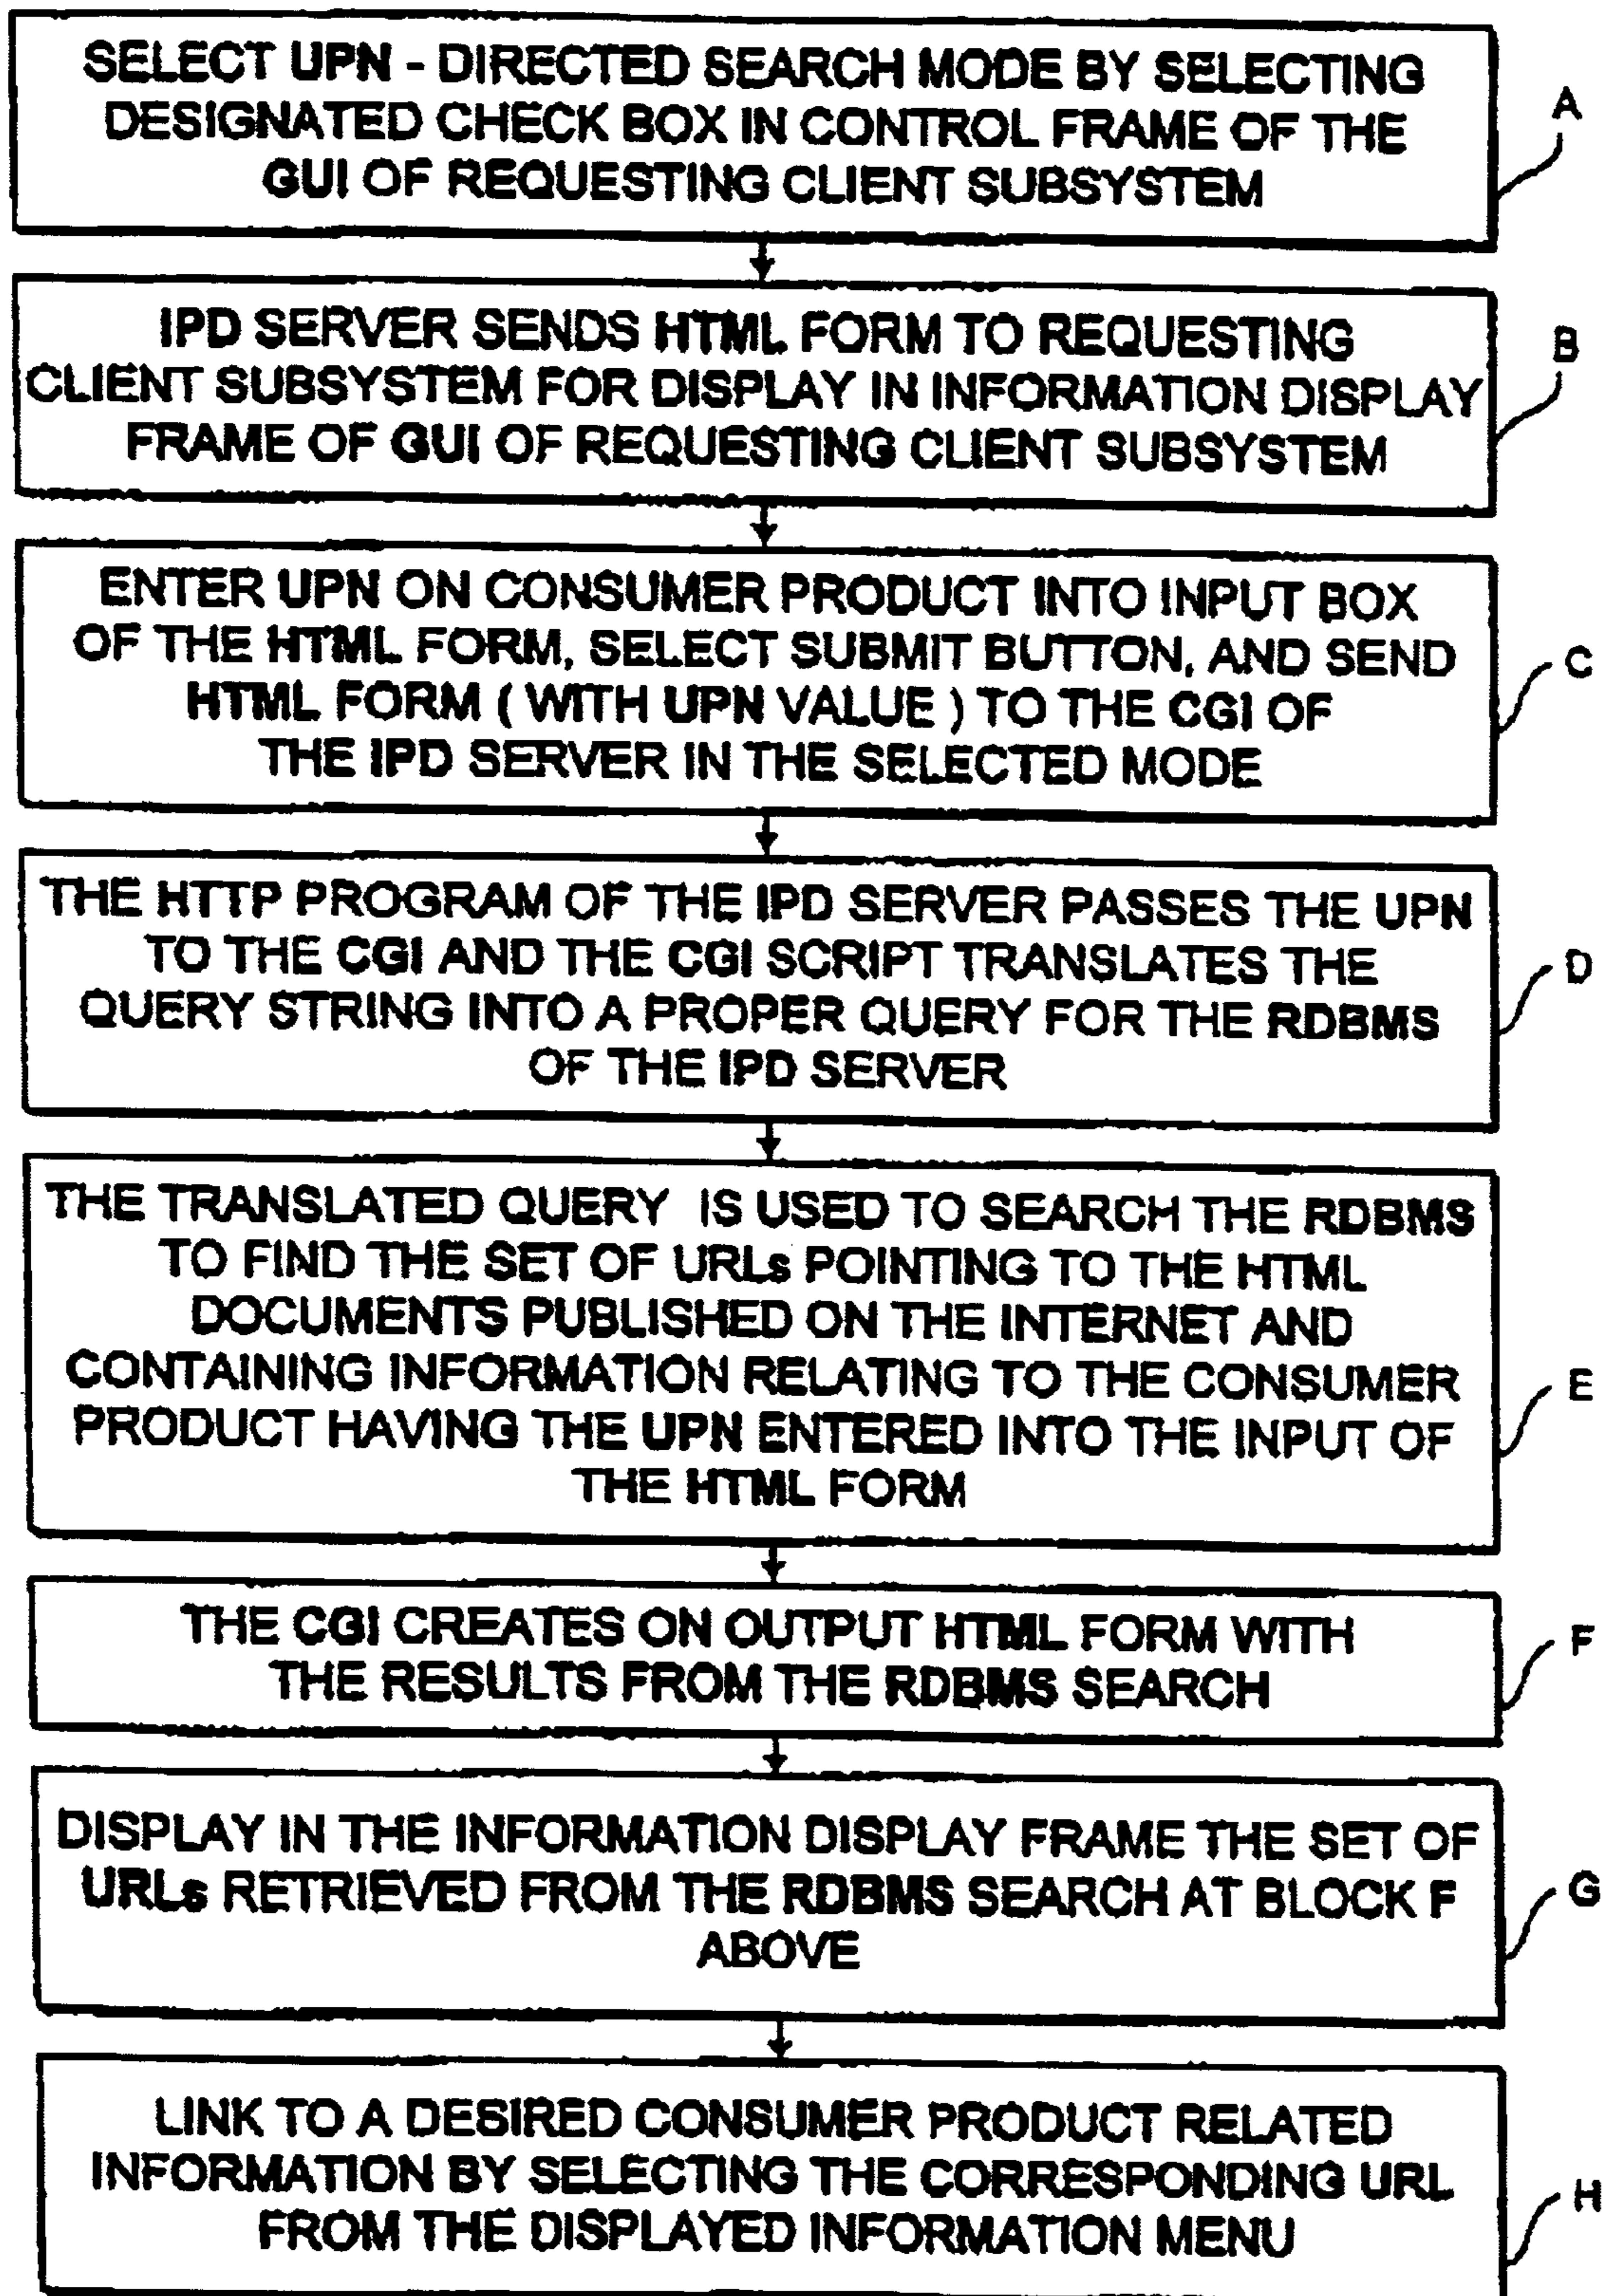 SELECT UPN - DIRECTED SEARCH MODE BY SELECTING
DESIGNATED CHECK BOX IN CONTROL FRAME OF THE
GUI OF REQUESTING CLIENT SUBSYSTEM
A
IPD SERVER SENDS HTML FORM TO REQUESTING
CLIENT SUBSYSTEM FOR DISPLAY IN INFORMATION DISPLAY
FRAME OF GUI OF REQUESTING CLIENT SUBSYSTEM
B
ENTER UPN ON CONSUMER PRODUCT INTO INPUT BOX
OF THE HTML FORM, SELECT SUBMIT BUTTON, AND SEND
HTML FORM ( WITH UPN VALUE ) TO THE CGI OF
THE IPD SERVER IN THE SELECTED MODE
C
THE HTTP PROGRAM OF THE IPD SERVER PASSES THE UPN
TO THE CGI AND THE CGI SCRIPT TRANSLATES THE
QUERY STRING INTO A PROPER QUERY FOR THE RDBMS
OF THE IPD SERVER
D
THE TRANSLATED QUERY IS USED TO SEARCH THE RDBMS
TO FIND THE SET OF URLs POINTING TO THE HTML
DOCUMENTS PUBLISHED ON THE INTERNET AND
CONTAINING INFORMATION RELATING TO THE CONSUMER
PRODUCT HAVING THE UPN ENTERED INTO THE INPUT OF
THE HTML FORM
E
THE CGI CREATES ON OUTPUT HTML FORM WITH
THE RESULTS FROM THE RDBMS SEARCH
F
DISPLAY IN THE INFORMATION DISPLAY FRAME THE SET OF
URLs RETRIEVED FROM THE RDBMS SEARCH AT BLOCK F
ABOVE
G
LINK TO A DESIRED CONSUMER PRODUCT RELATED
INFORMATION BY SELECTING THE CORRESPONDING URL
FROM THE DISPLAYED INFORMATION MENU
H